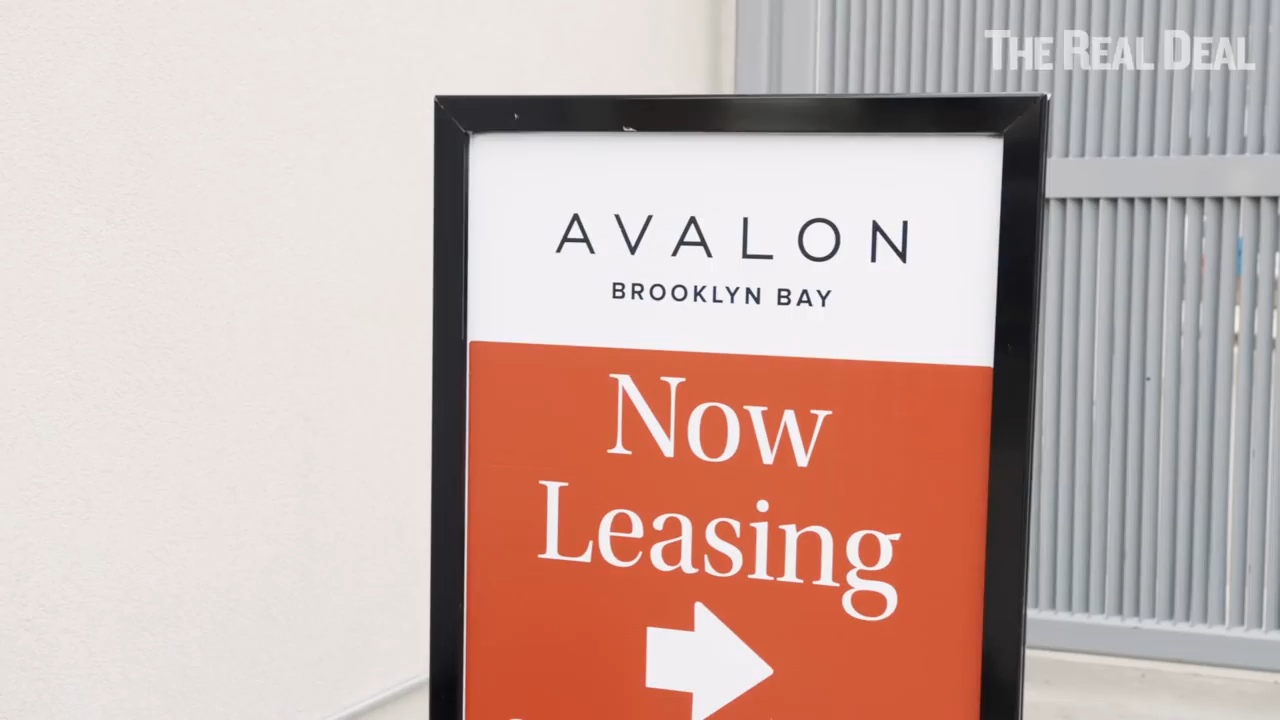 THE REAL DEAL
AVALON
BROOKLYN BAY
Now
Leasing